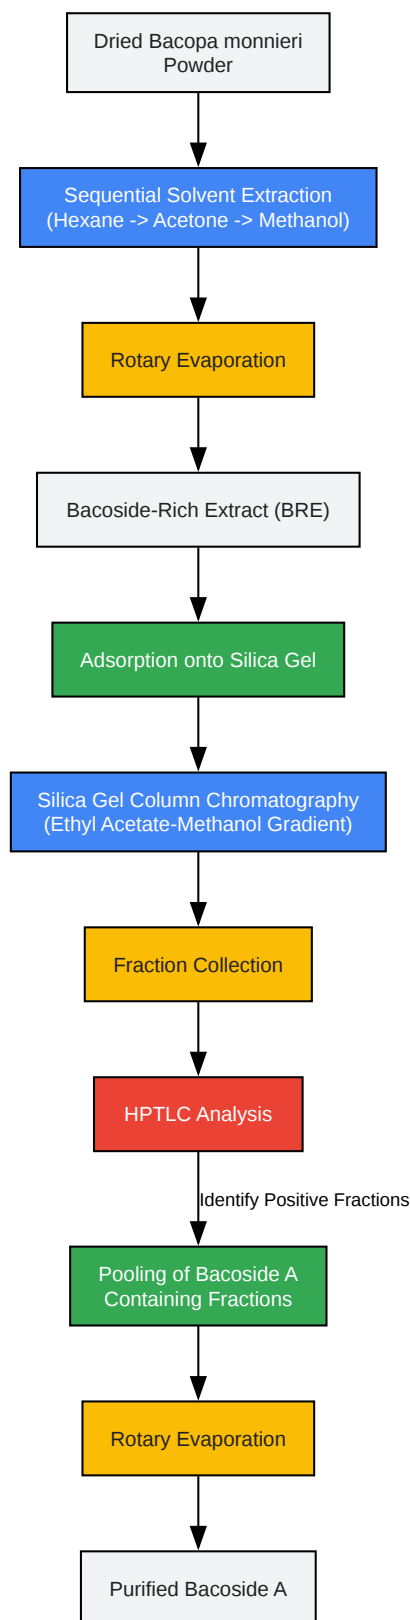 Dried Bacopa monnieri
Powder
Sequential Solvent Extraction
(Hexane -> Acetone -> Methanol)
Rotary Evaporation
Bacoside-Rich Extract (BRE)
Adsorption onto Silica Gel
Silica Gel Column Chromatography
(Ethyl Acetate-Methanol Gradient)
Fraction Collection
HPTLC Analysis
Identify Positive Fractions
Pooling of Bacoside A
Containing Fractions
Rotary Evaporation
Purified Bacoside A